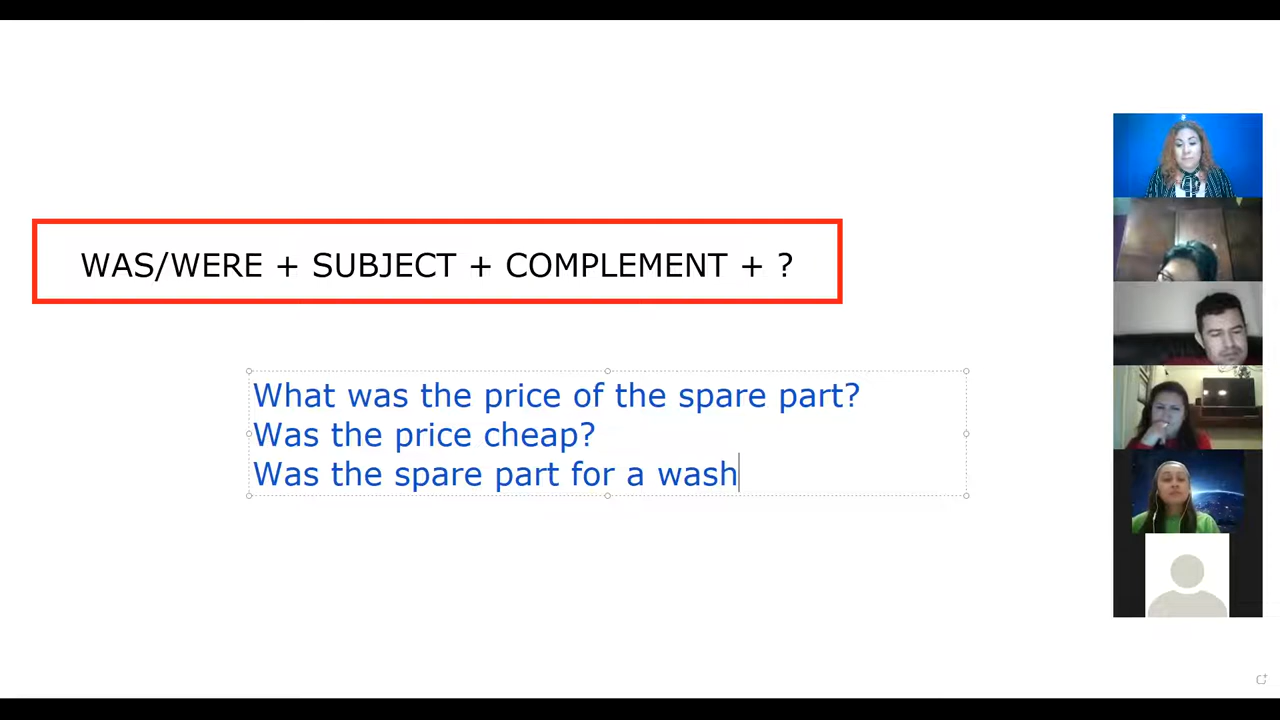 WAS/WERE + SUBJECT + COMPLEMENT + ?
What was the price of the spare part?
Was the price cheap?
Was the spare part for a wash